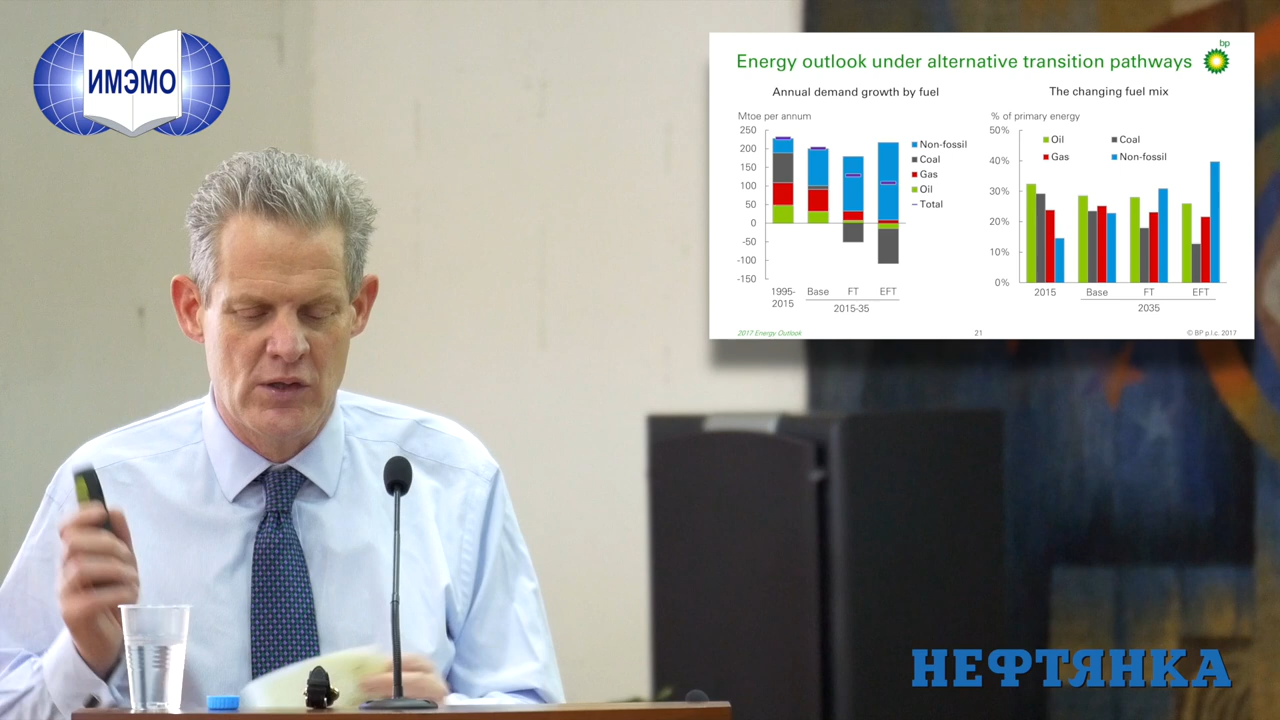 ИМЭМО
bp
Energy outlook under alternative transition pathways
Annual demand growth by fuel
Mtoe per annum
250
200
150
100
50
0
-50
-100
-150
Non-fossil
Coal
Gas
Oil
Total
1995-
2015
Base
FT
EFT
2015-35
The changing fuel mix
% of primary energy
50%
40%
30%
20%
10%
0%
Oil
Coal
Gas
Non-fossil
2015
Base
FT
EFT
2035
2017 Energy Outlook
21
© BP p.l.c. 2017
НЕФТЯНКА